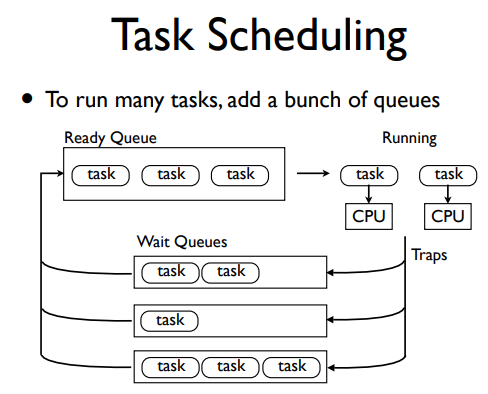 Task Scheduling
• To run many tasks, add a bunch of queues
Ready Queue
Running
task task task
task task
CPU CPU
Wait Queues
Traps
task task
task
task task task